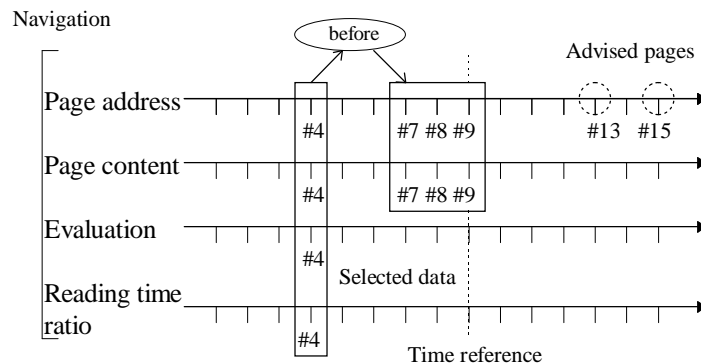 Navigation
before
Advised pages
Page address
#4
#7 #8 #9
#13
#15
Page content
#4
#7 #8 #9
Evaluation
#4
Selected data
Reading time
ratio
#4
Time reference